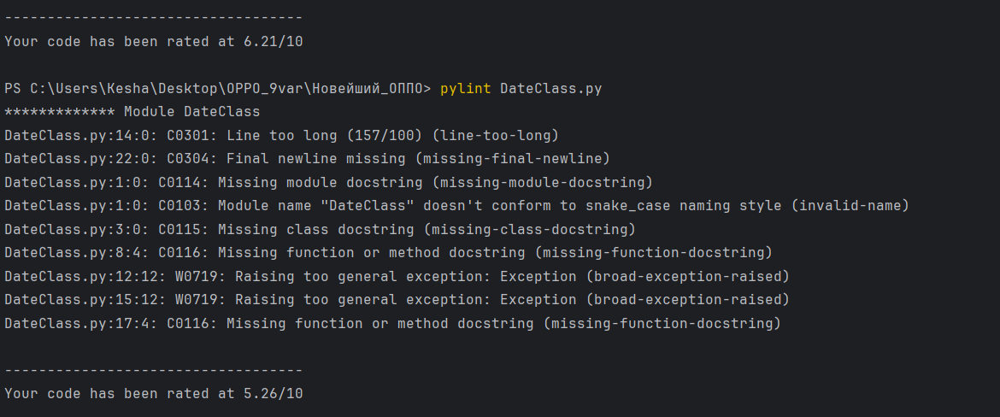 -----------------------------------
Your code has been rated at 6.21/10
PS C:\Users\Kesha\Desktop\OPPO_9var\Новейший_ОППО> pylint DateClass.py
************* Module DateClass
DateClass.py:14:0: C0301: Line too long (157/100) (line-too-long)
DateClass.py:22:0: C0304: Final newline missing (missing-final-newline)
DateClass.py:1:0: C0114: Missing module docstring (missing-module-docstring)
DateClass.py:1:0: C0103: Module name "DateClass" doesn't conform to snake_case naming style (invalid-name)
DateClass.py:3:0: C0115: Missing class docstring (missing-class-docstring)
DateClass.py:8:4: C0116: Missing function or method docstring (missing-function-docstring)
DateClass.py:12:12: W0719: Raising too general exception: Exception (broad-exception-raised)
DateClass.py:15:12: W0719: Raising too general exception: Exception (broad-exception-raised)
DateClass.py:17:4: C0116: Missing function or method docstring (missing-function-docstring)
-----------------------------------
Your code has been rated at 5.26/10